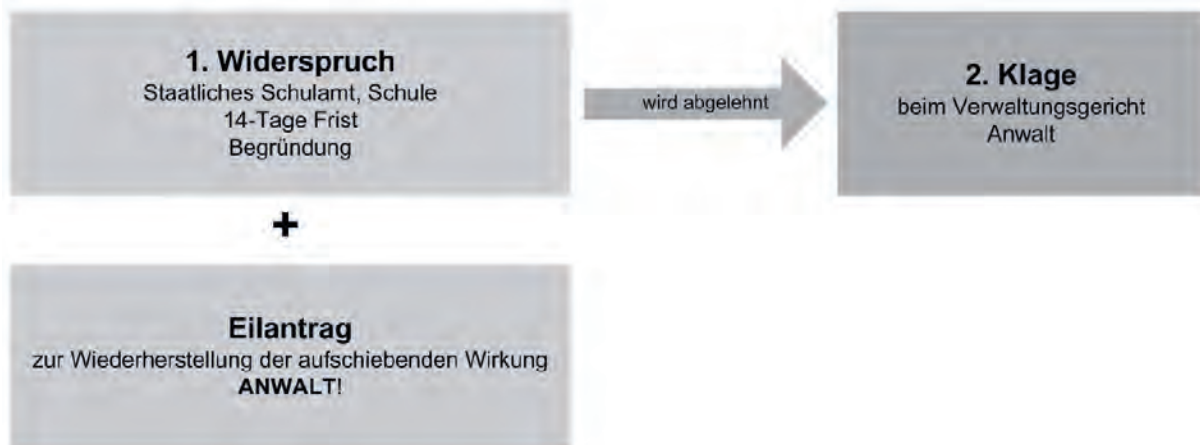 1. Widerspruch
Staatliches Schulamt, Schule
14-Tage Frist
Begründung
wird abgelehnt
2. Klage
beim Verwaltungsgericht
Anwalt
+
Eilantrag
zur Wiederherstellung der aufschiebenden Wirkung
ANWALT!